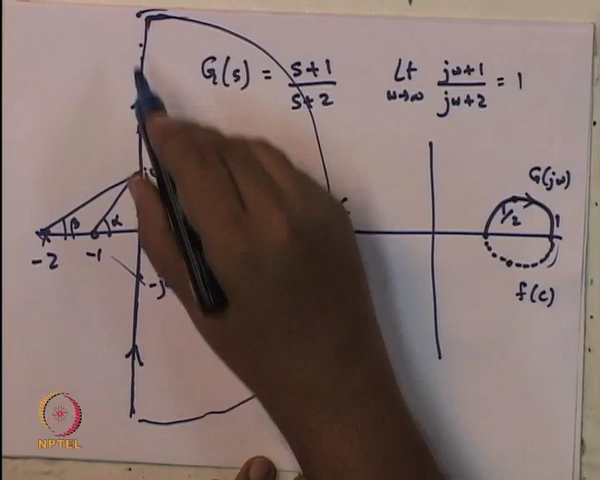 G(s) = s+1 / s+2
Lt ω→∞ jω+1 / jω+2 = 1
G(jω)
1/2
1
β
α
-2
-1
-j
f(c)
NPTEL